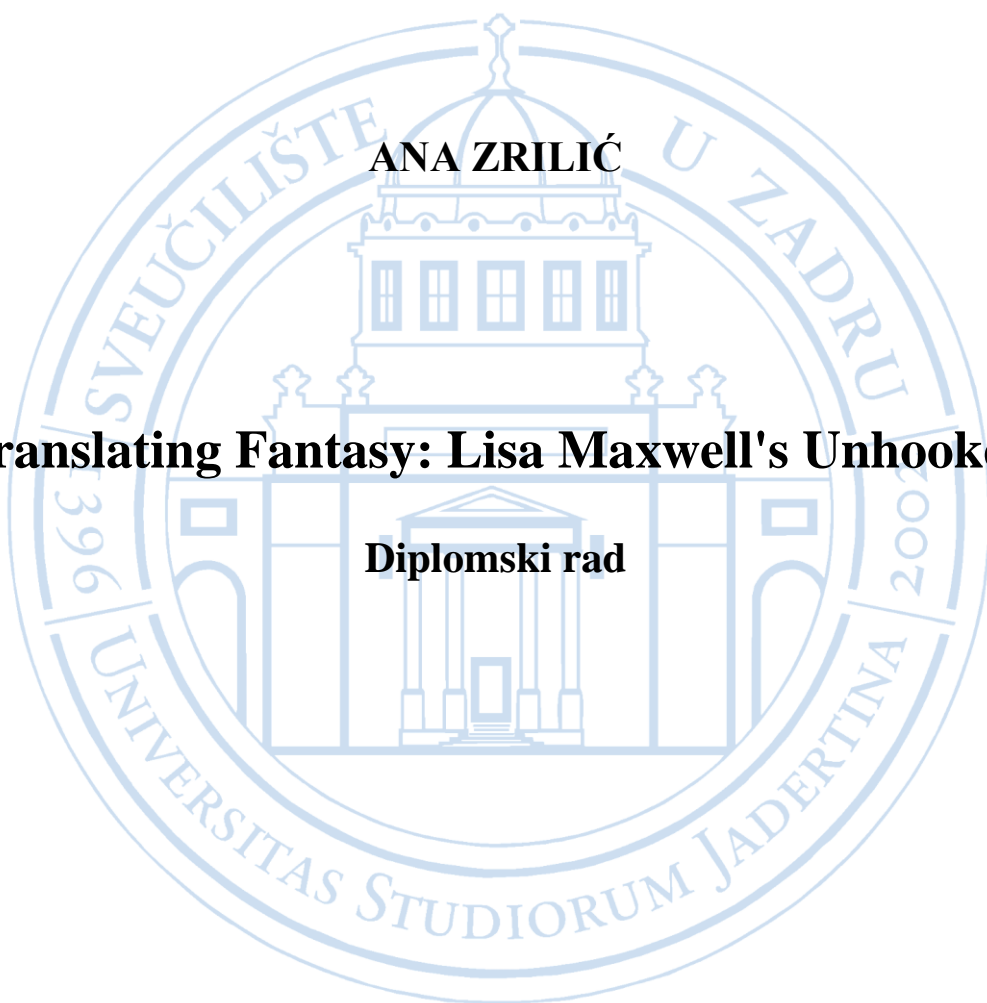 ANA ZRILIĆ
ranslating Fantasy: Lisa Maxwell's Unhooke
Diplomski rad
SVEUČILIŠTE U ZADRU
1396
2002
UNIVERSITAS STUDIORUM JADERTINA